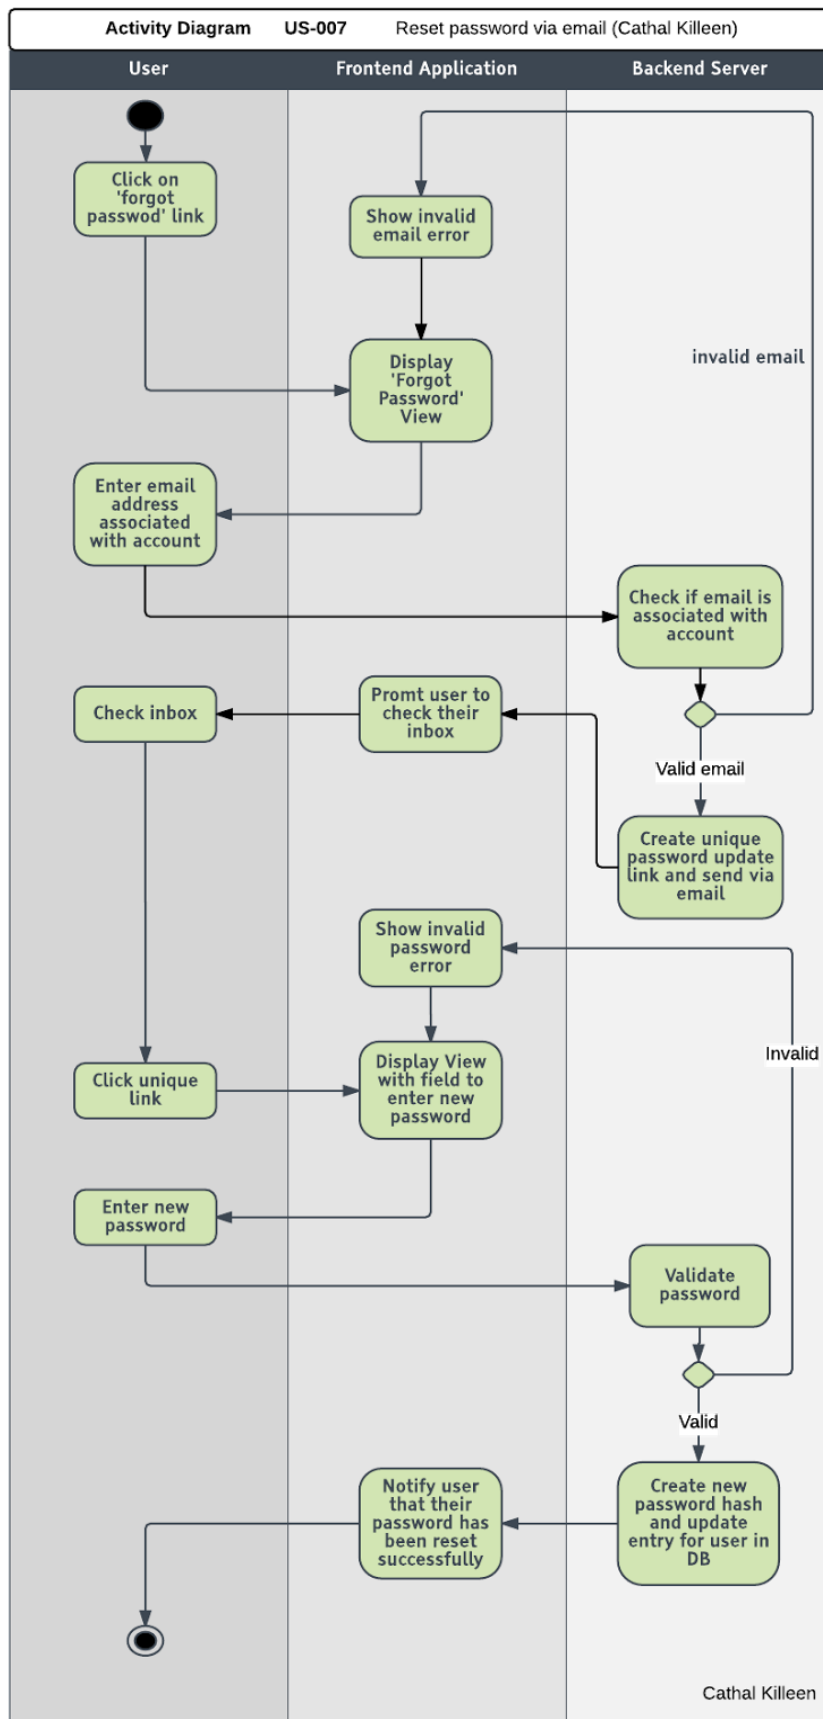 Activity Diagram US-007 Reset password via email (Cathal Killeen)
User Frontend Application Backend Server
Click on
'forgot
passwod' link
Show invalid
email error
invalid email
Display
'Forgot
Password'
View
Enter email
address
associated
with account
Check if email is
associated with
account
Check inbox
Promt user to
check their
inbox
Valid email
Create unique
password update
link and send via
email
Show invalid
password
error
Invalid
Click unique
link
Display View
with field to
enter new
password
Enter new
password
Validate
password
Valid
Notify user
that their
password has
been reset
successfully
Create new
password hash
and update
entry for user in
DB
Cathal Killeen